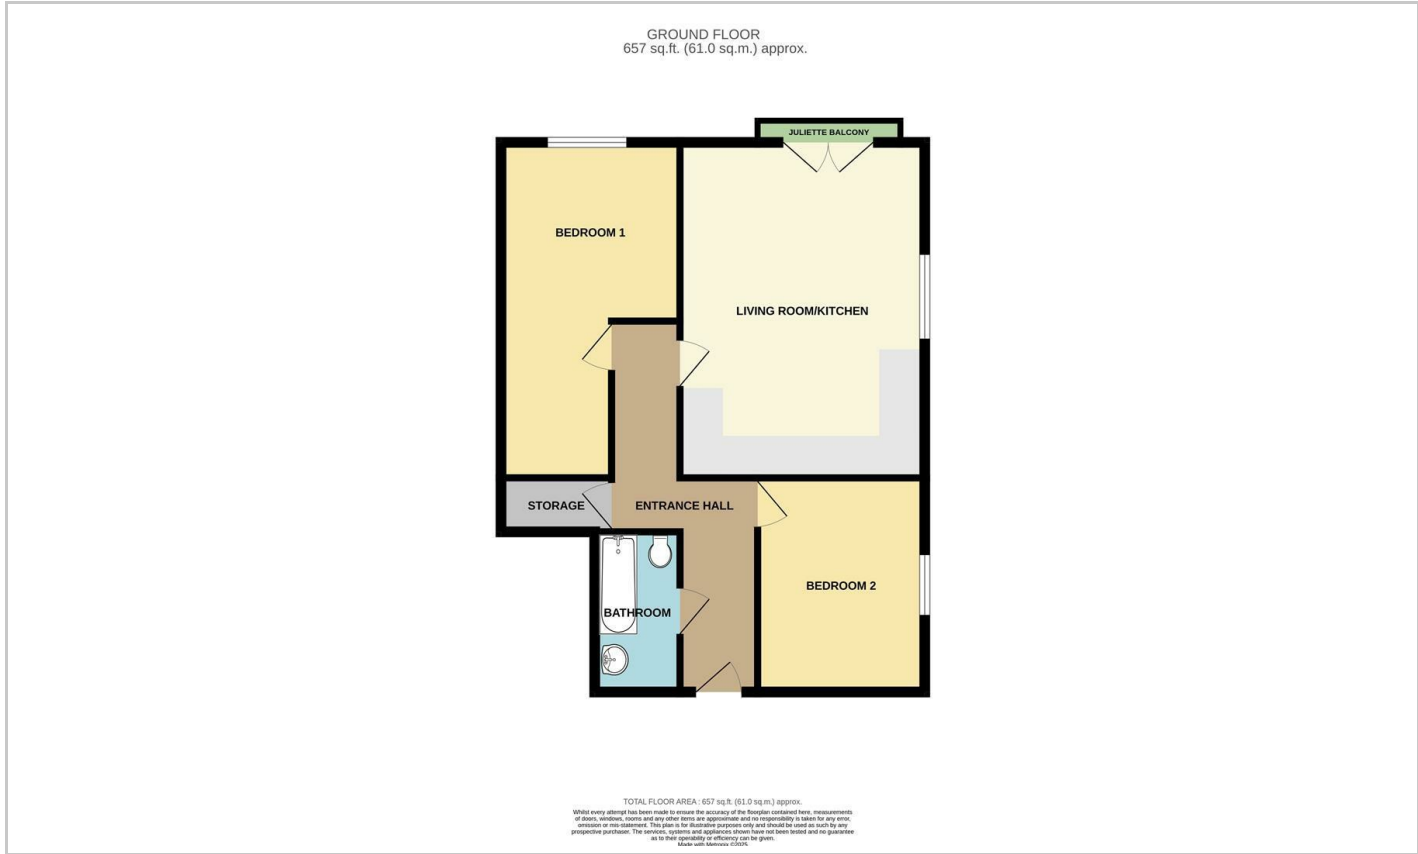 GROUND FLOOR
657 sq.ft. (61.0 sq.m.) approx.
JULIETTE BALCONY
BEDROOM 1
LIVING ROOM/KITCHEN
STORAGE
ENTRANCE HALL
BEDROOM 2
BATHROOM
TOTAL FLOOR AREA : 657 sq.ft. (61.0 sq.m.) approx.
Whilst every attempt has been made to ensure the accuracy of the floorplan contained here, measurements
of doors, windows, rooms and any other items are approximate and no responsibility is taken for any error,
omission or mis-statement. This plan is for illustrative purposes only and should be used as such by any
prospective purchaser. The services, systems and appliances shown have not been tested and no guarantee
as to their operability or efficiency can be given.
Made with Metropix ©2025